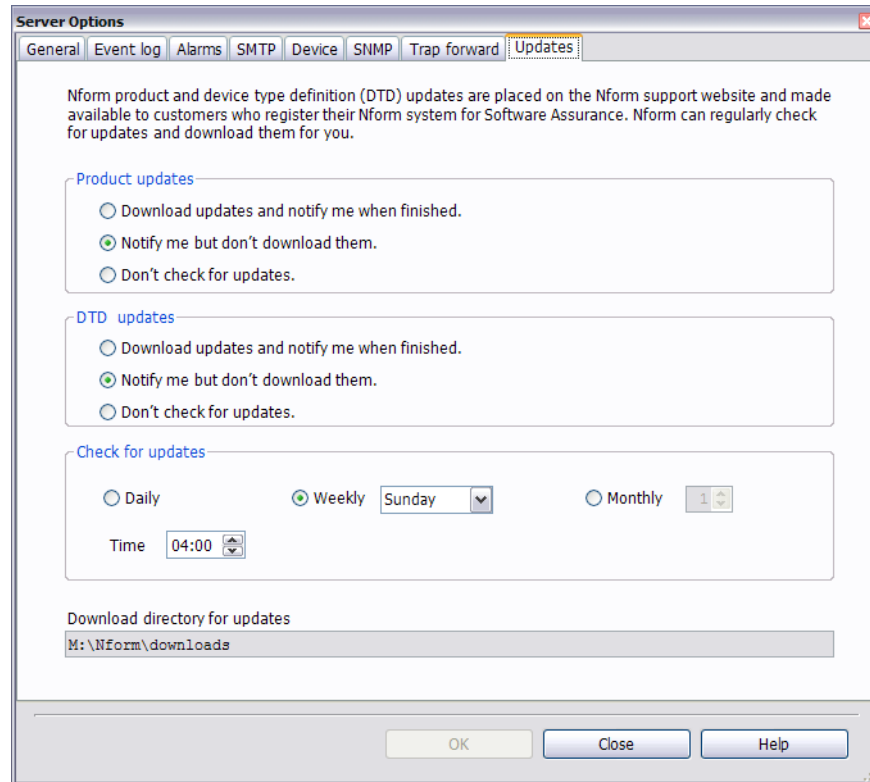 Server Options
General Event log Alarms SMTP Device SNMP Trap forward Updates
Nform product and device type definition (DTD) updates are placed on the Nform support website and made
available to customers who register their Nform system for Software Assurance. Nform can regularly check
for updates and download them for you.
Product updates
Download updates and notify me when finished.
Notify me but don't download them.
Don't check for updates.
DTD updates
Download updates and notify me when finished.
Notify me but don't download them.
Don't check for updates.
Check for updates
Daily Weekly Sunday Monthly 1
Time 04:00
Download directory for updates
M:\Nform\downloads
OK Close Help